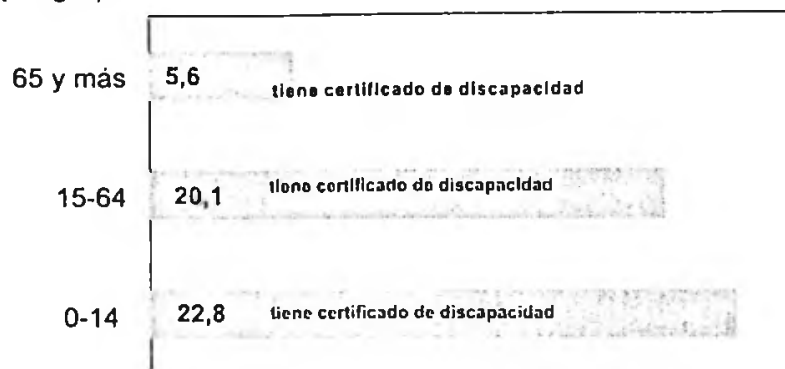 65 y más 5,6 tiene certificado de discapacidad
15-64 20,1 tiene certificado de discapacidad
0-14 22,8 tiene certificado de discapacidad